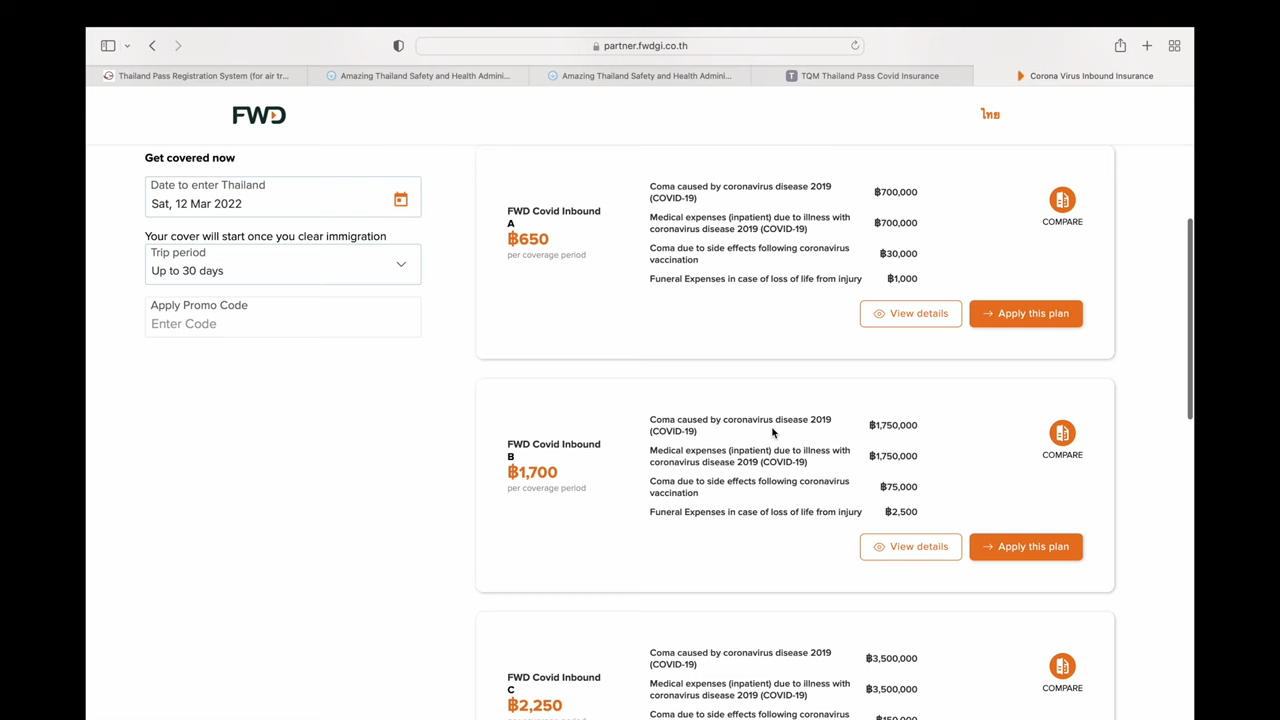 partner.fwdgi.co.th
Thailand Pass Registration System (for air tr...
Amazing Thailand Safety and Health Admini...
Amazing Thailand Safety and Health Admini...
T
TQM Thailand Pass Covid Insurance
Corona Virus Inbound Insurance
FWD
ไทย
Get covered now
Date to enter Thailand
Sat, 12 Mar 2022
Your cover will start once you clear immigration
Trip period
Up to 30 days
Apply Promo Code
Enter Code
FWD Covid Inbound
A
฿650
per coverage period
Coma caused by coronavirus disease 2019
(COVID-19)
฿700,000
Medical expenses (inpatient) due to illness with
coronavirus disease 2019 (COVID-19)
฿700,000
Coma due to side effects following coronavirus
vaccination
฿30,000
Funeral Expenses in case of loss of life from injury
฿1,000
COMPARE
View details
Apply this plan
FWD Covid Inbound
B
฿1,700
per coverage period
Coma caused by coronavirus disease 2019
(COVID-19)
฿1,750,000
Medical expenses (inpatient) due to illness with
coronavirus disease 2019 (COVID-19)
฿1,750,000
Coma due to side effects following coronavirus
vaccination
฿75,000
Funeral Expenses in case of loss of life from injury
฿2,500
COMPARE
View details
Apply this plan
FWD Covid Inbound
C
฿2,250
Coma caused by coronavirus disease 2019
(COVID-19)
฿3,500,000
Medical expenses (inpatient) due to illness with
coronavirus disease 2019 (COVID-19)
฿3,500,000
Coma due to side effects following coronavirus
฿150,000
COMPARE